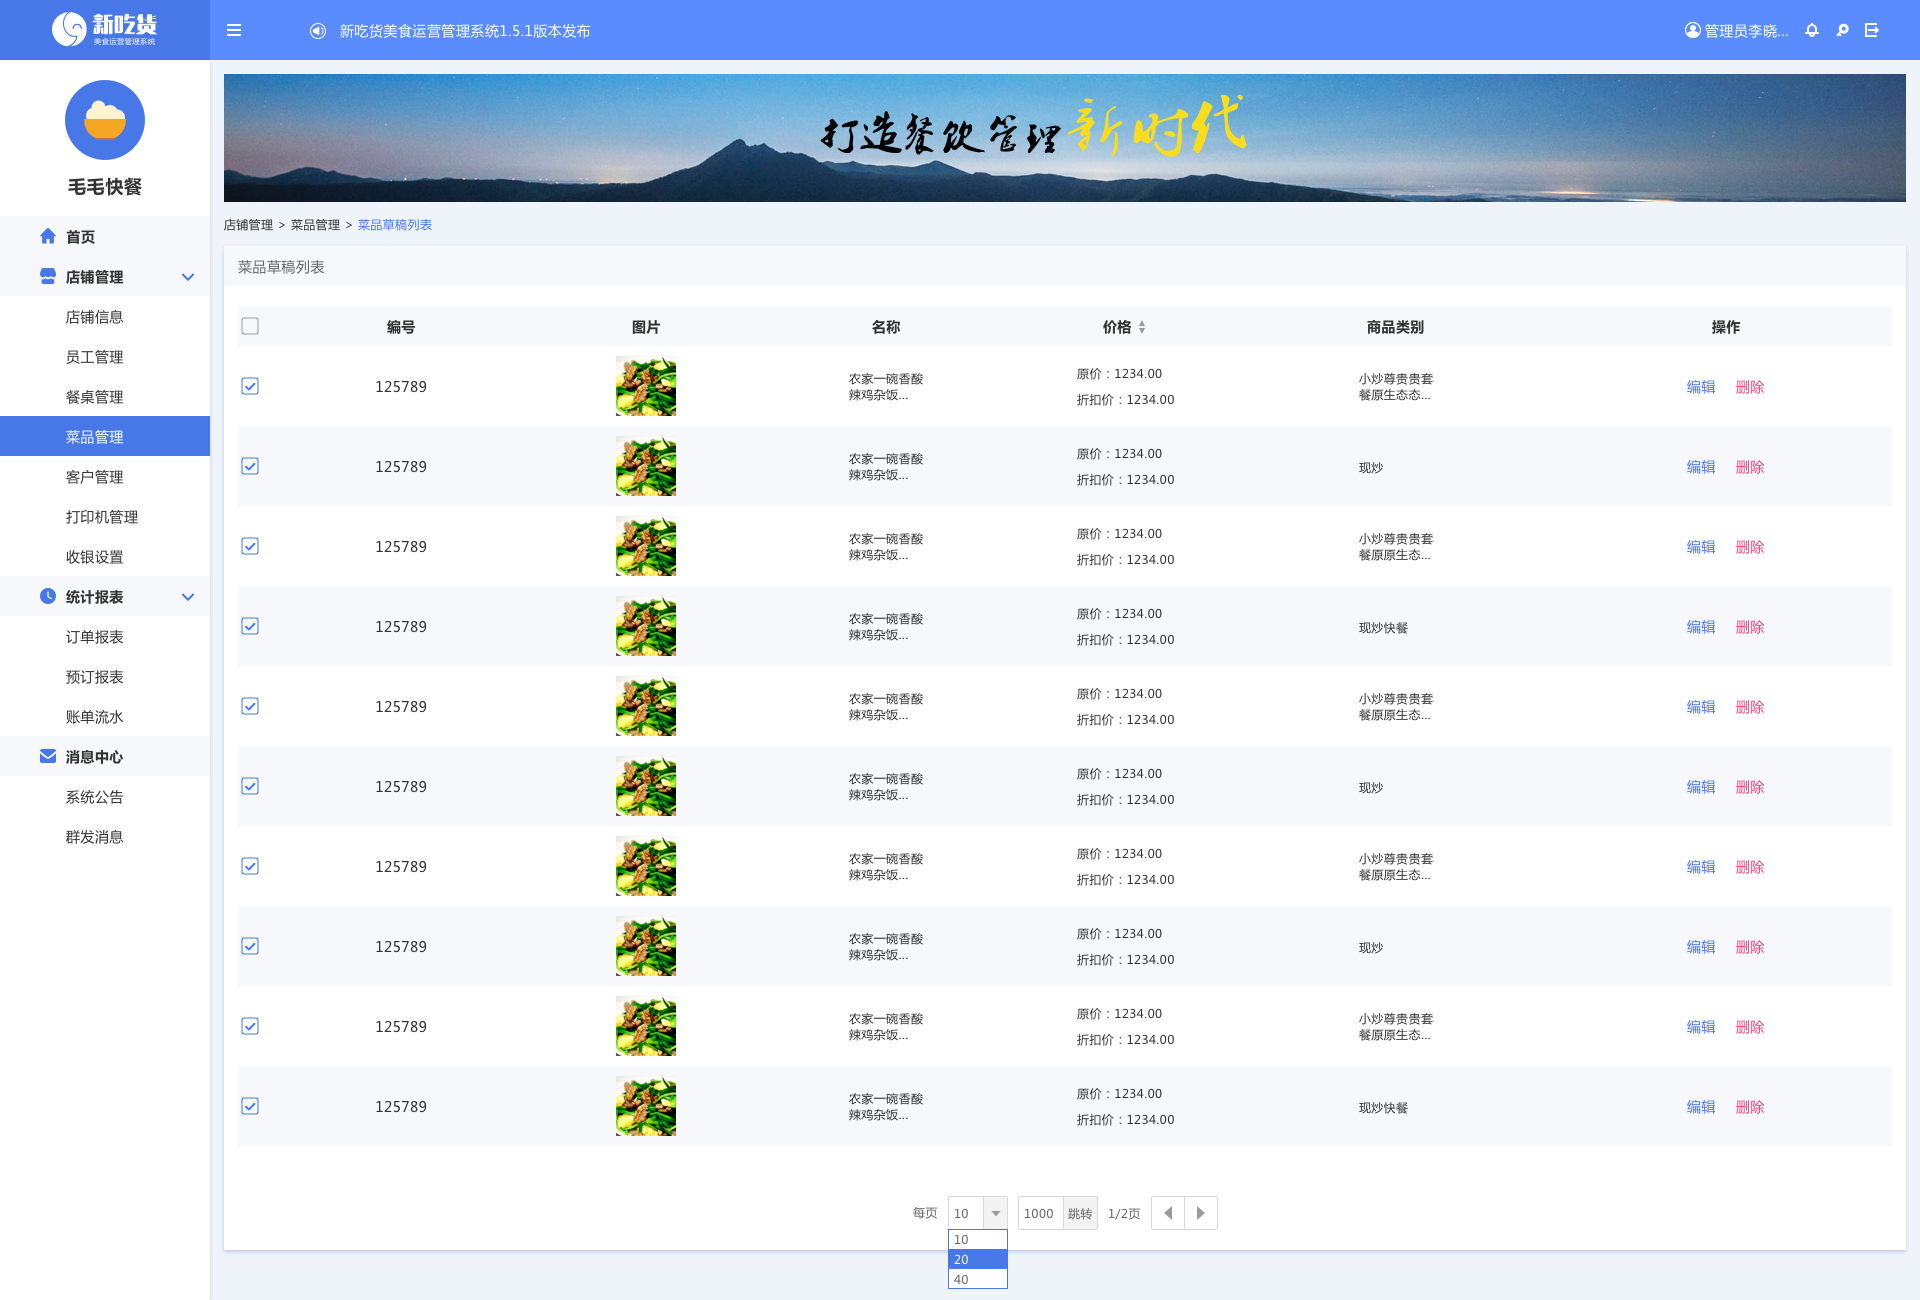 新吃货
美食运营管理系统
新吃货美食运营管理系统1.5.1版本发布
管理员李晓...
毛毛快餐
首页
店铺管理
店铺信息
员工管理
餐桌管理
菜品管理
客户管理
打印机管理
收银设置
统计报表
订单报表
预订报表
账单流水
消息中心
系统公告
群发消息
打造餐饮管理新时代
店铺管理 > 菜品管理 > 菜品草稿列表
菜品草稿列表
编号 图片 名称 价格 商品类别 操作
125789
农家一碗香酸
辣鸡杂饭...
原价：1234.00
折扣价：1234.00
小炒尊贵贵套
餐原生态态...
编辑 删除
125789
农家一碗香酸
辣鸡杂饭...
原价：1234.00
折扣价：1234.00
现炒
编辑 删除
125789
农家一碗香酸
辣鸡杂饭...
原价：1234.00
折扣价：1234.00
小炒尊贵贵套
餐原原生态...
编辑 删除
125789
农家一碗香酸
辣鸡杂饭...
原价：1234.00
折扣价：1234.00
现炒快餐
编辑 删除
125789
农家一碗香酸
辣鸡杂饭...
原价：1234.00
折扣价：1234.00
小炒尊贵贵套
餐原原生态...
编辑 删除
125789
农家一碗香酸
辣鸡杂饭...
原价：1234.00
折扣价：1234.00
现炒
编辑 删除
125789
农家一碗香酸
辣鸡杂饭...
原价：1234.00
折扣价：1234.00
小炒尊贵贵套
餐原原生态...
编辑 删除
125789
农家一碗香酸
辣鸡杂饭...
原价：1234.00
折扣价：1234.00
现炒
编辑 删除
125789
农家一碗香酸
辣鸡杂饭...
原价：1234.00
折扣价：1234.00
小炒尊贵贵套
餐原原生态...
编辑 删除
125789
农家一碗香酸
辣鸡杂饭...
原价：1234.00
折扣价：1234.00
现炒快餐
编辑 删除
每页 10 1000 跳转 1/2页
10
20
40